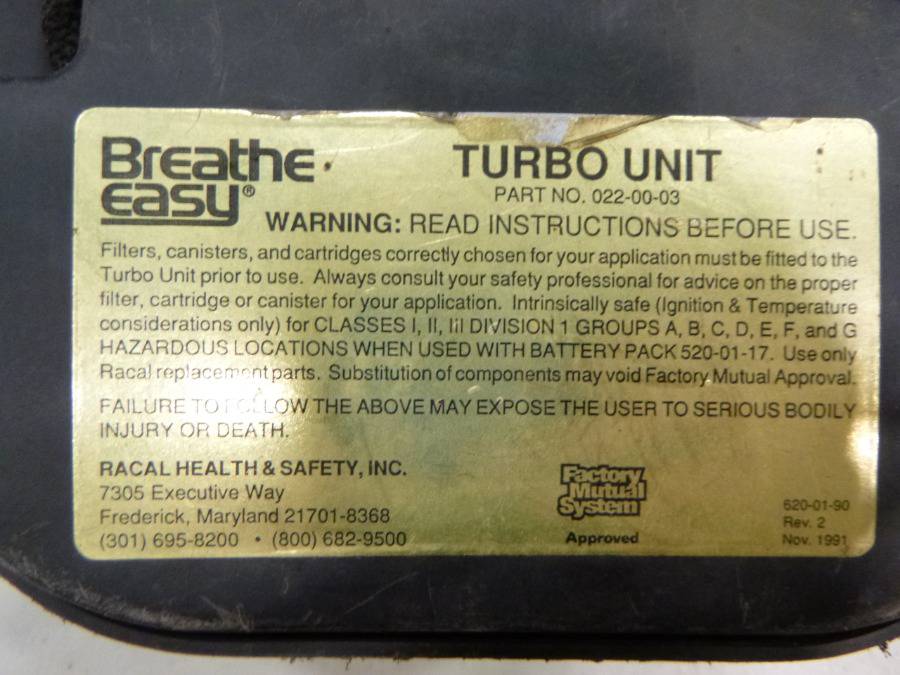 Breathe easy®
TURBO UNIT
PART NO. 022-00-03
WARNING: READ INSTRUCTIONS BEFORE USE.
Filters, canisters, and cartridges correctly chosen for your application must be fitted to the
Turbo Unit prior to use. Always consult your safety professional for advice on the proper
filter, cartridge or canister for your application. Intrinsically safe (Ignition & Temperature
considerations only) for CLASSES I, II, III DIVISION 1 GROUPS A, B, C, D, E, F, and G
HAZARDOUS LOCATIONS WHEN USED WITH BATTERY PACK 520-01-17. Use only
Racal replacement parts. Substitution of components may void Factory Mutual Approval.
FAILURE TO FOLLOW THE ABOVE MAY EXPOSE THE USER TO SERIOUS BODILY
INJURY OR DEATH.
RACAL HEALTH & SAFETY, INC.
7305 Executive Way
Frederick, Maryland 21701-8368
(301) 695-8200 • (800) 682-9500
Factory
Mutual
System
Approved
620-01-90
Rev. 2
Nov. 1991